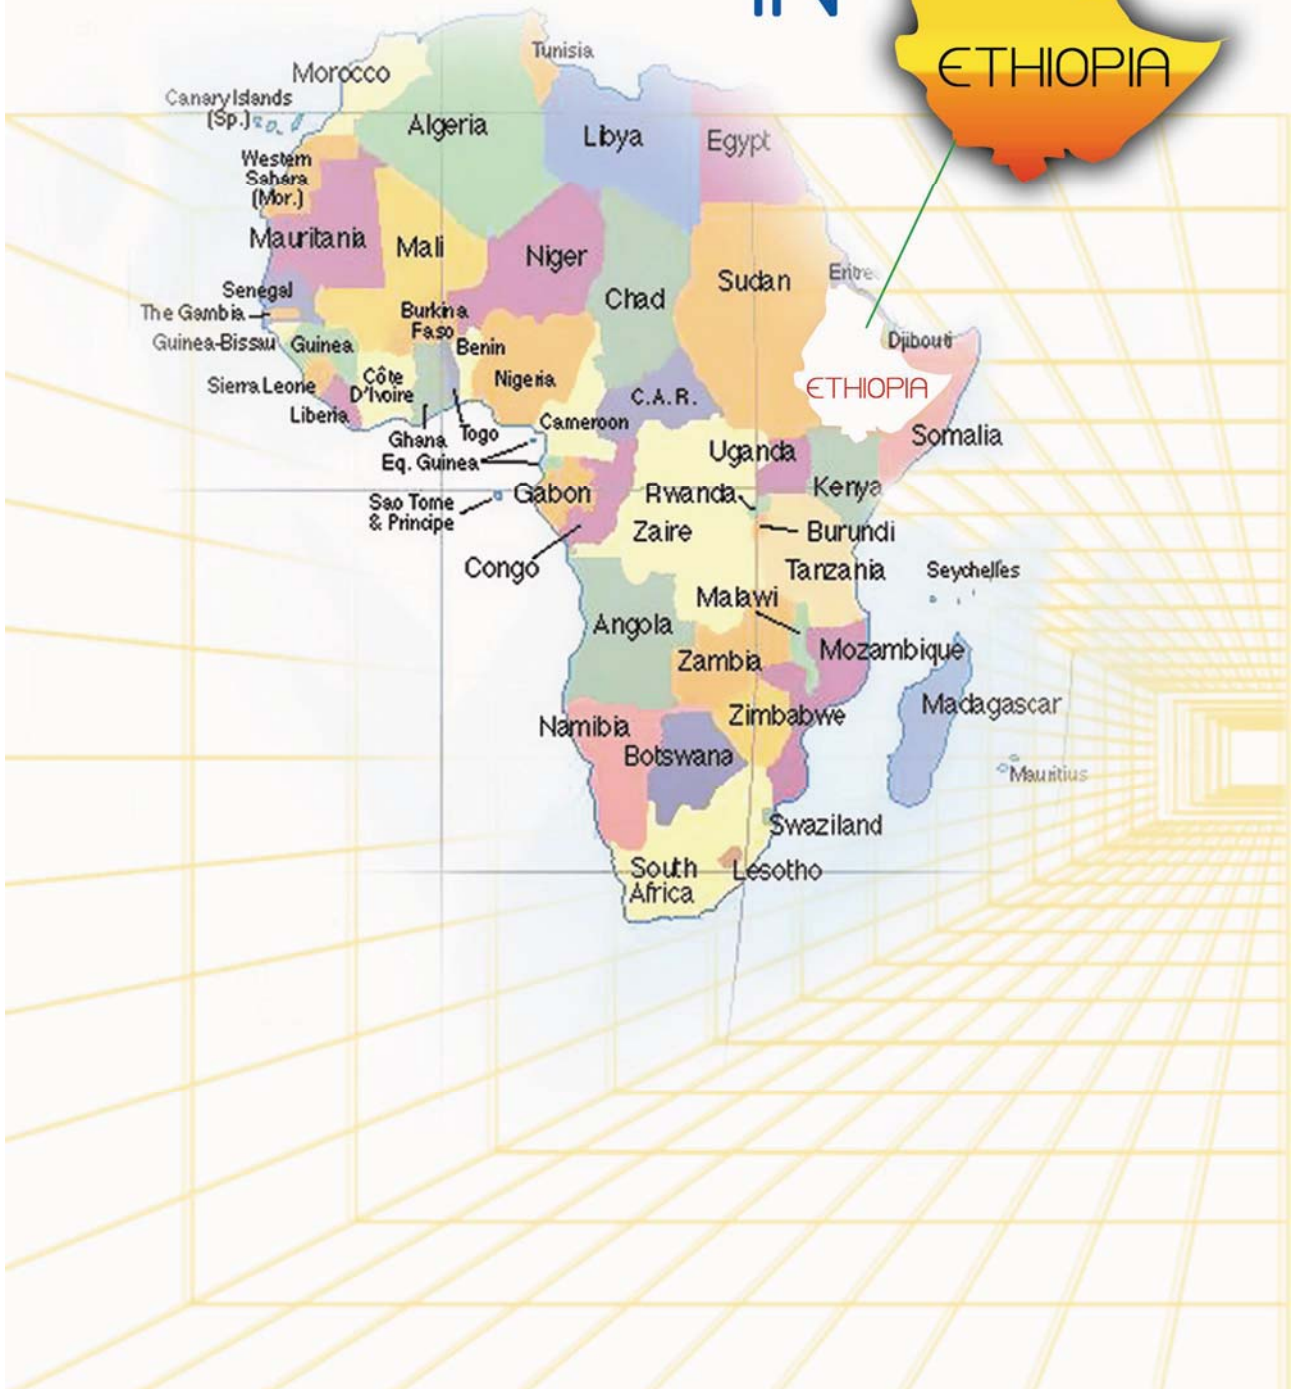 IN
ETHIOPIA
Tunisia
Morocco
Canary Islands
(Sp.)
Algeria
Libya
Egypt
Western
Sahara
(Mor.)
Mauritania
Mali
Niger
Chad
Sudan
Eritre
Senegal
The Gambia
Burkina
Faso
Guinea-Bissau
Guinea
Benin
Djibouti
Sierra Leone
Côte
D'Ivoire
Nigeria
C.A.R.
ETHIOPIA
Liberia
Ghana
Togo
Cameroon
Somalia
Eq. Guinea
Uganda
Kenya
Sao Tome
& Principe
Gabon
Rwanda
Zaire
Burundi
Congo
Tanzania
Seychelles
Malawi
Angola
Zambia
Mozambique
Madagascar
Namibia
Zimbabwe
Botswana
Mauritius
Swaziland
South
Africa
Lesotho